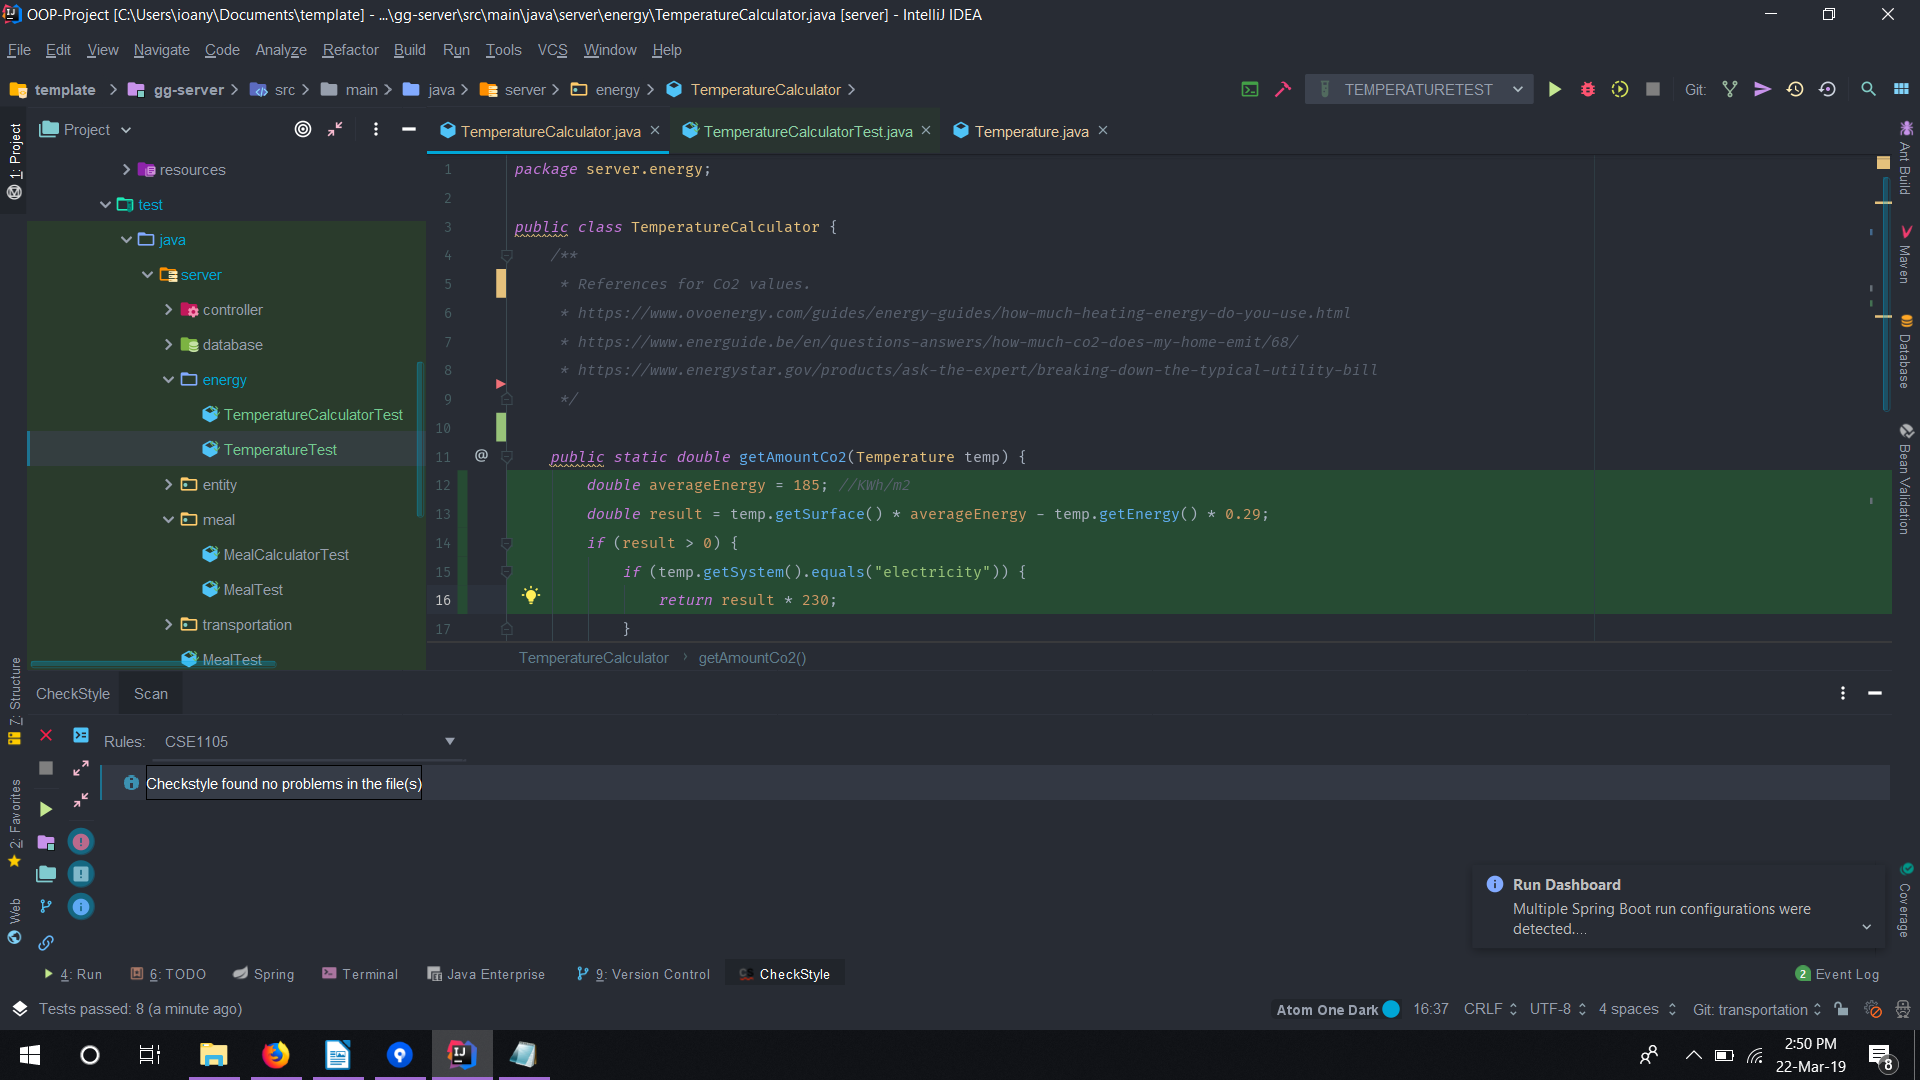 OOP-Project [C:\Users\ioany\Documents\template] - ...\gg-server\src\main\java\server\energy\TemperatureCalculator.java [server] - IntelliJ IDEA
File Edit View Navigate Code Analyze Refactor Build Run Tools VCS Window Help
template gg-server src main java server energy TemperatureCalculator TEMPERATURETEST Git:
Project
TemperatureCalculator.java TemperatureCalculatorTest.java Temperature.java
1: Project
7: Structure
2: Favorites
Web
resources
test
java
server
controller
database
energy
TemperatureCalculatorTest
TemperatureTest
entity
meal
MealCalculatorTest
MealTest
transportation
MealTest
1 package server.energy;
2
3 public class TemperatureCalculator {
4 /**
5 * References for Co2 values.
6 * https://www.ovoenergy.com/guides/energy-guides/how-much-heating-energy-do-you-use.html
7 * https://www.energuide.be/en/questions-answers/how-much-co2-does-my-home-emit/68/
8 * https://www.energystar.gov/products/ask-the-expert/breaking-down-the-typical-utility-bill
9 */
10
11 @ public static double getAmountCo2(Temperature temp) {
12 double averageEnergy = 185; //KWh/m2
13 double result = temp.getSurface() * averageEnergy - temp.getEnergy() * 0.29;
14 if (result > 0) {
15 if (temp.getSystem().equals("electricity")) {
16 return result * 230;
17 }
TemperatureCalculator getAmountCo2()
Ant Build
Maven
Database
Bean Validation
Coverage
CheckStyle Scan
Rules: CSE1105
Checkstyle found no problems in the file(s)
Run Dashboard
Multiple Spring Boot run configurations were
detected....
4: Run 6: TODO Spring Terminal Java Enterprise 9: Version Control CheckStyle 2 Event Log
Tests passed: 8 (a minute ago) Atom One Dark 16:37 CRLF UTF-8 4 spaces Git: transportation
2:50 PM
22-Mar-19
8